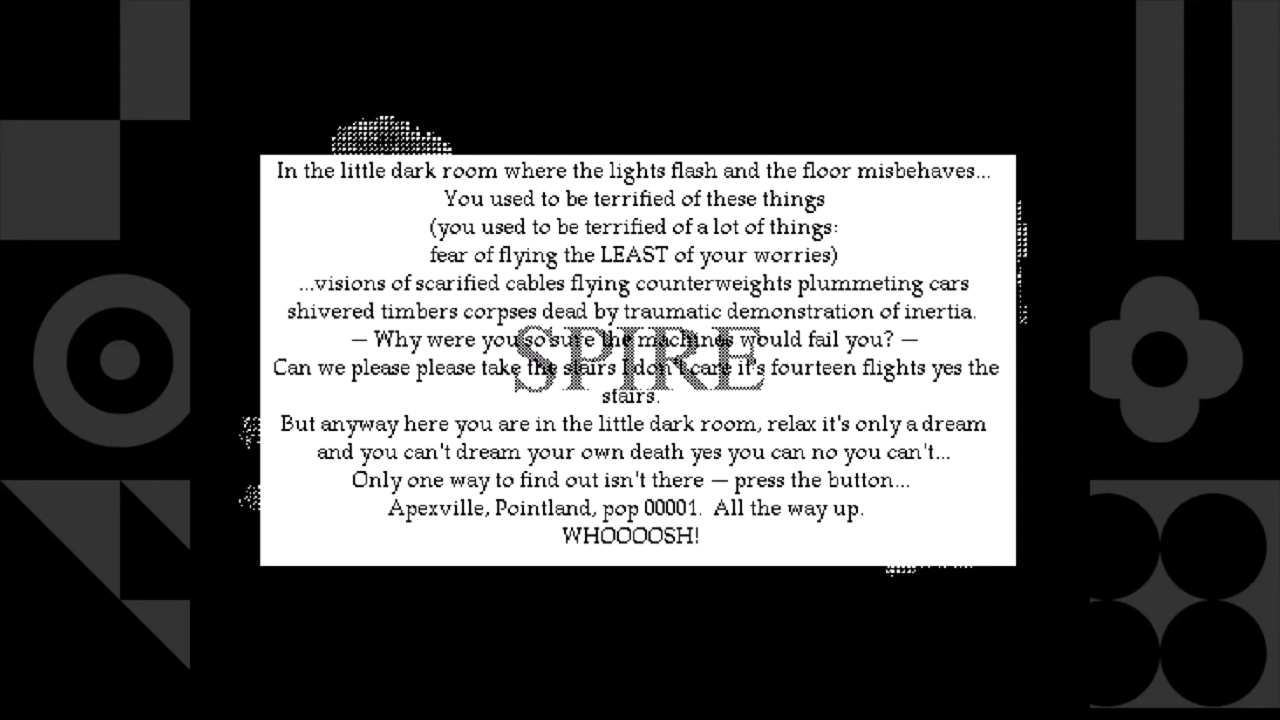 In the little dark room where the lights flash and the floor misbehaves...
You used to be terrified of these things
(you used to be terrified of a lot of things:
fear of flying the LEAST of your worries)
...visions of scarified cables flying counterweights plummeting cars
shivered timbers corpses dead by traumatic demonstration of inertia.
— Why were you so sure the machines would fail you? —
SPIRE
Can we please please take the stairs I don't care it's fourteen flights yes the
stairs.
But anyway here you are in the little dark room, relax it's only a dream
and you can't dream your own death yes you can no you can't...
Only one way to find out isn't there — press the button...
Apexville, Pointland, pop 00001.  All the way up.
WHOOOOSH!